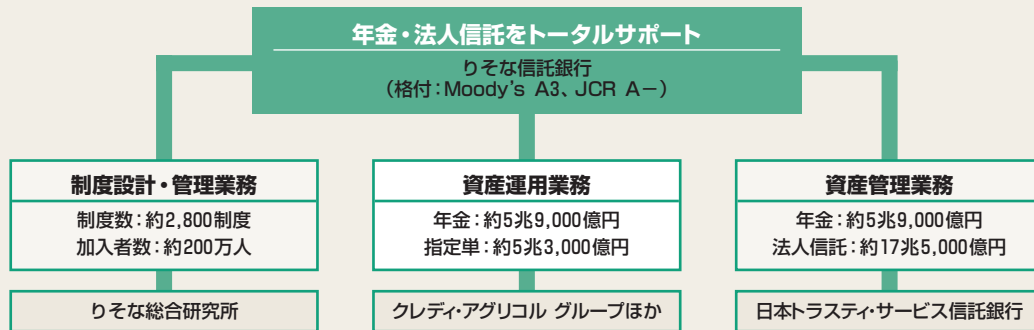 年金・法人信託をトータルサポート
りそな信託銀行
（格付：Moody's A3、JCR A－）
制度設計・管理業務
制度数：約2,800制度
加入者数：約200万人
資産運用業務
年金：約5兆9,000億円
指定単：約5兆3,000億円
資産管理業務
年金：約5兆9,000億円
法人信託：約17兆5,000億円
りそな総合研究所
クレディ・アグリコル グループほか
日本トラスティ・サービス信託銀行